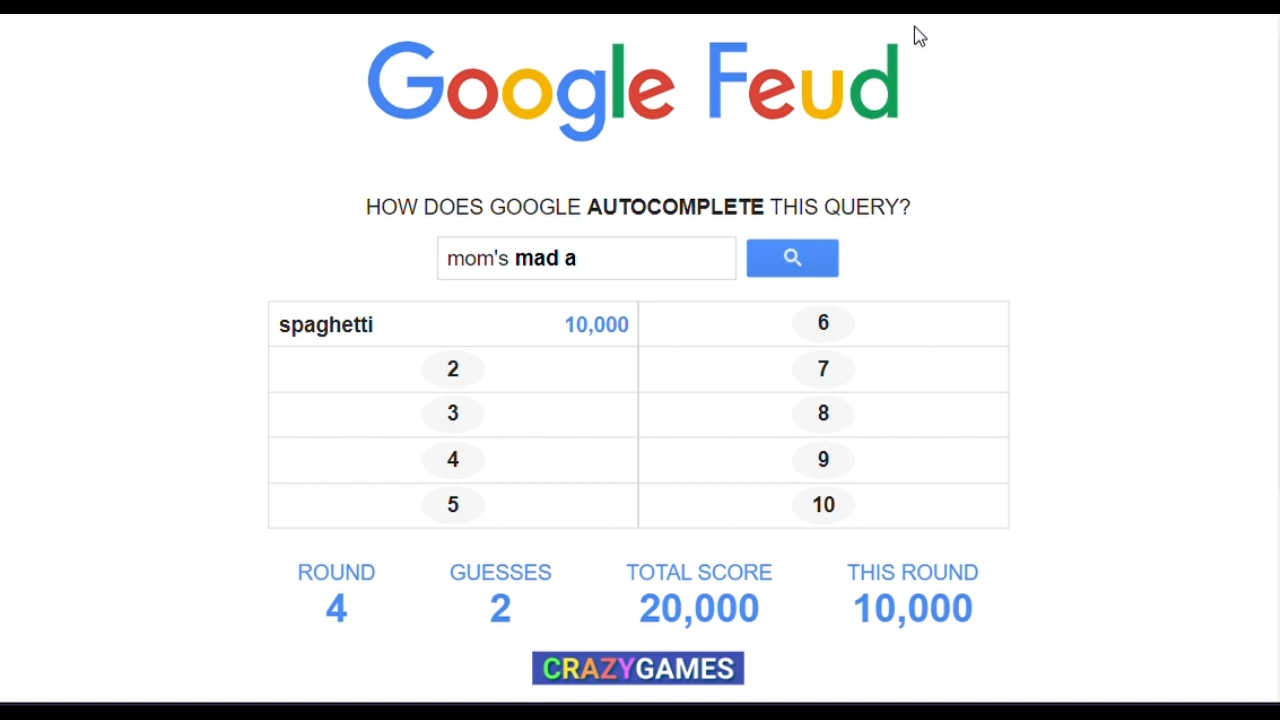 Google Feud
HOW DOES GOOGLE AUTOCOMPLETE THIS QUERY?
mom's mad a
spaghetti 10,000
6
2
7
3
8
4
9
5
10
ROUND GUESSES TOTAL SCORE THIS ROUND
4 2 20,000 10,000
CRAZYGAMES